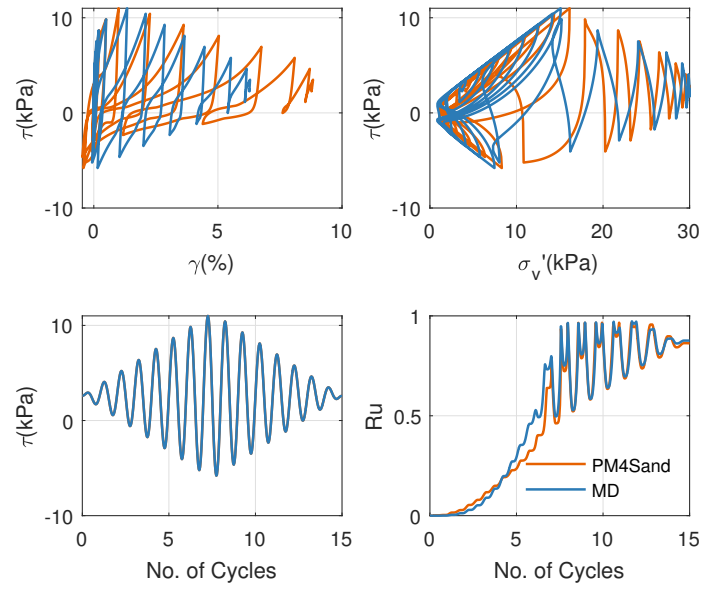 10
0
-10
τ(kPa)
0
5
10
γ(%)
10
0
-10
τ(kPa)
0
10
20
30
σv'(kPa)
10
0
-10
τ(kPa)
0
5
10
15
No. of Cycles
1
0.5
0
Ru
0
5
10
15
No. of Cycles
PM4Sand
MD